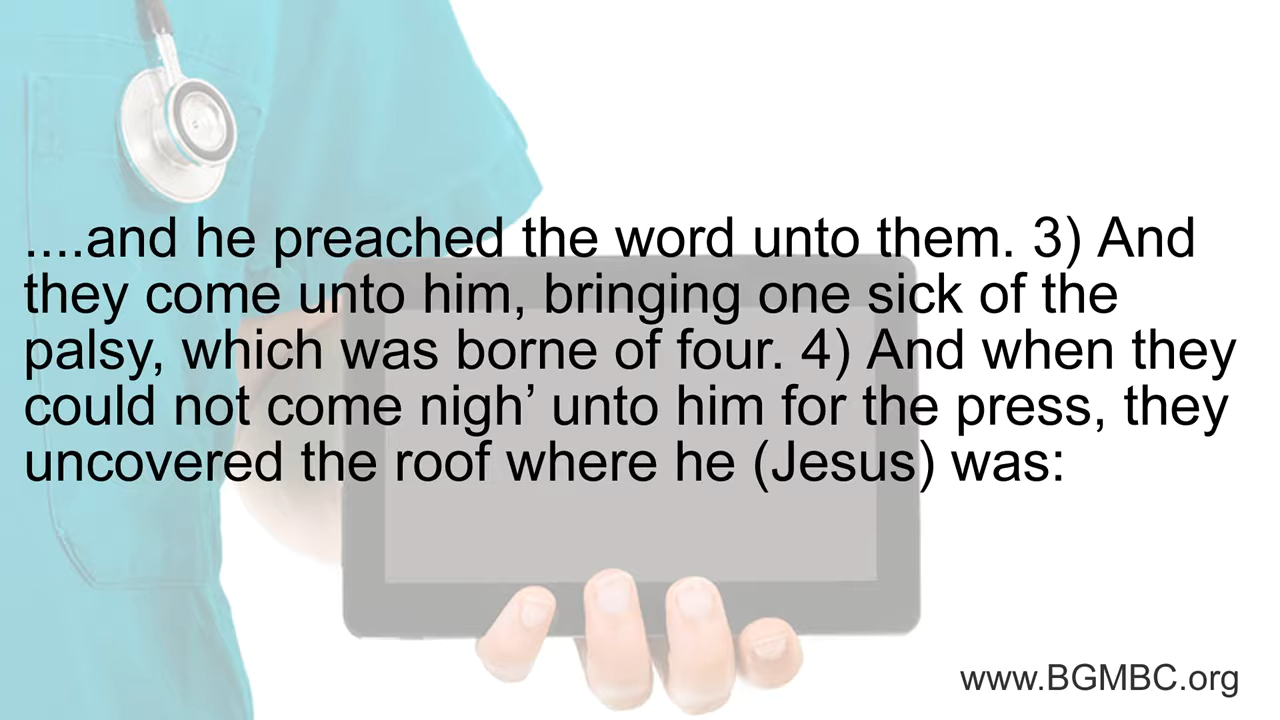 ....and he preached the word unto them. 3) And
they come unto him, bringing one sick of the
palsy, which was borne of four. 4) And when they
could not come nigh’ unto him for the press, they
uncovered the roof where he (Jesus) was:
www.BGMBC.org